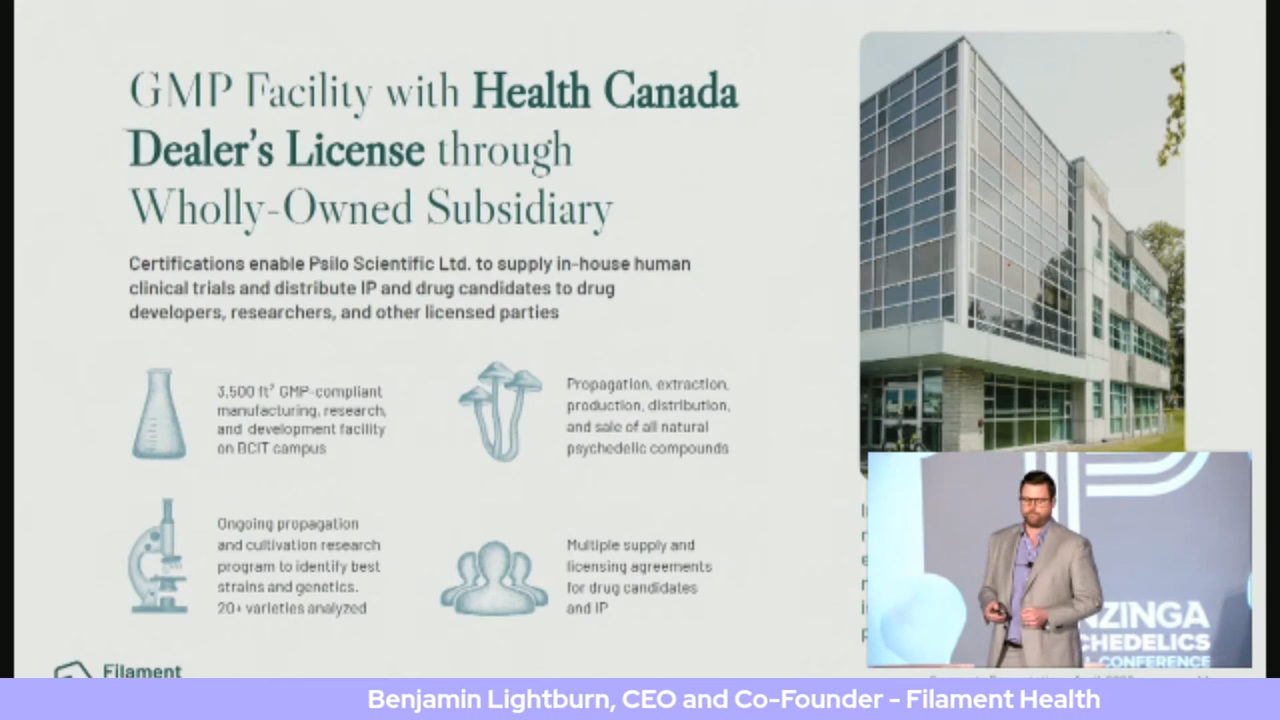 GMP Facility with Health Canada
Dealer's License through
Wholly-Owned Subsidiary
Certifications enable Psilo Scientific Ltd. to supply in-house human
clinical trials and distribute IP and drug candidates to drug
developers, researchers, and other licensed parties
3,500 ft² GMP-compliant
manufacturing, research,
and development facility
on BCIT campus
Propagation, extraction,
production, distribution,
and sale of all natural
psychedelic compounds
Ongoing propagation
and cultivation research
program to identify best
strains and genetics.
20+ varieties analyzed
Multiple supply and
licensing agreements
for drug candidates
and IP
Filament
NZINGA
CHEDELICS
CONFERENCE
Benjamin Lightburn, CEO and Co-Founder - Filament Health